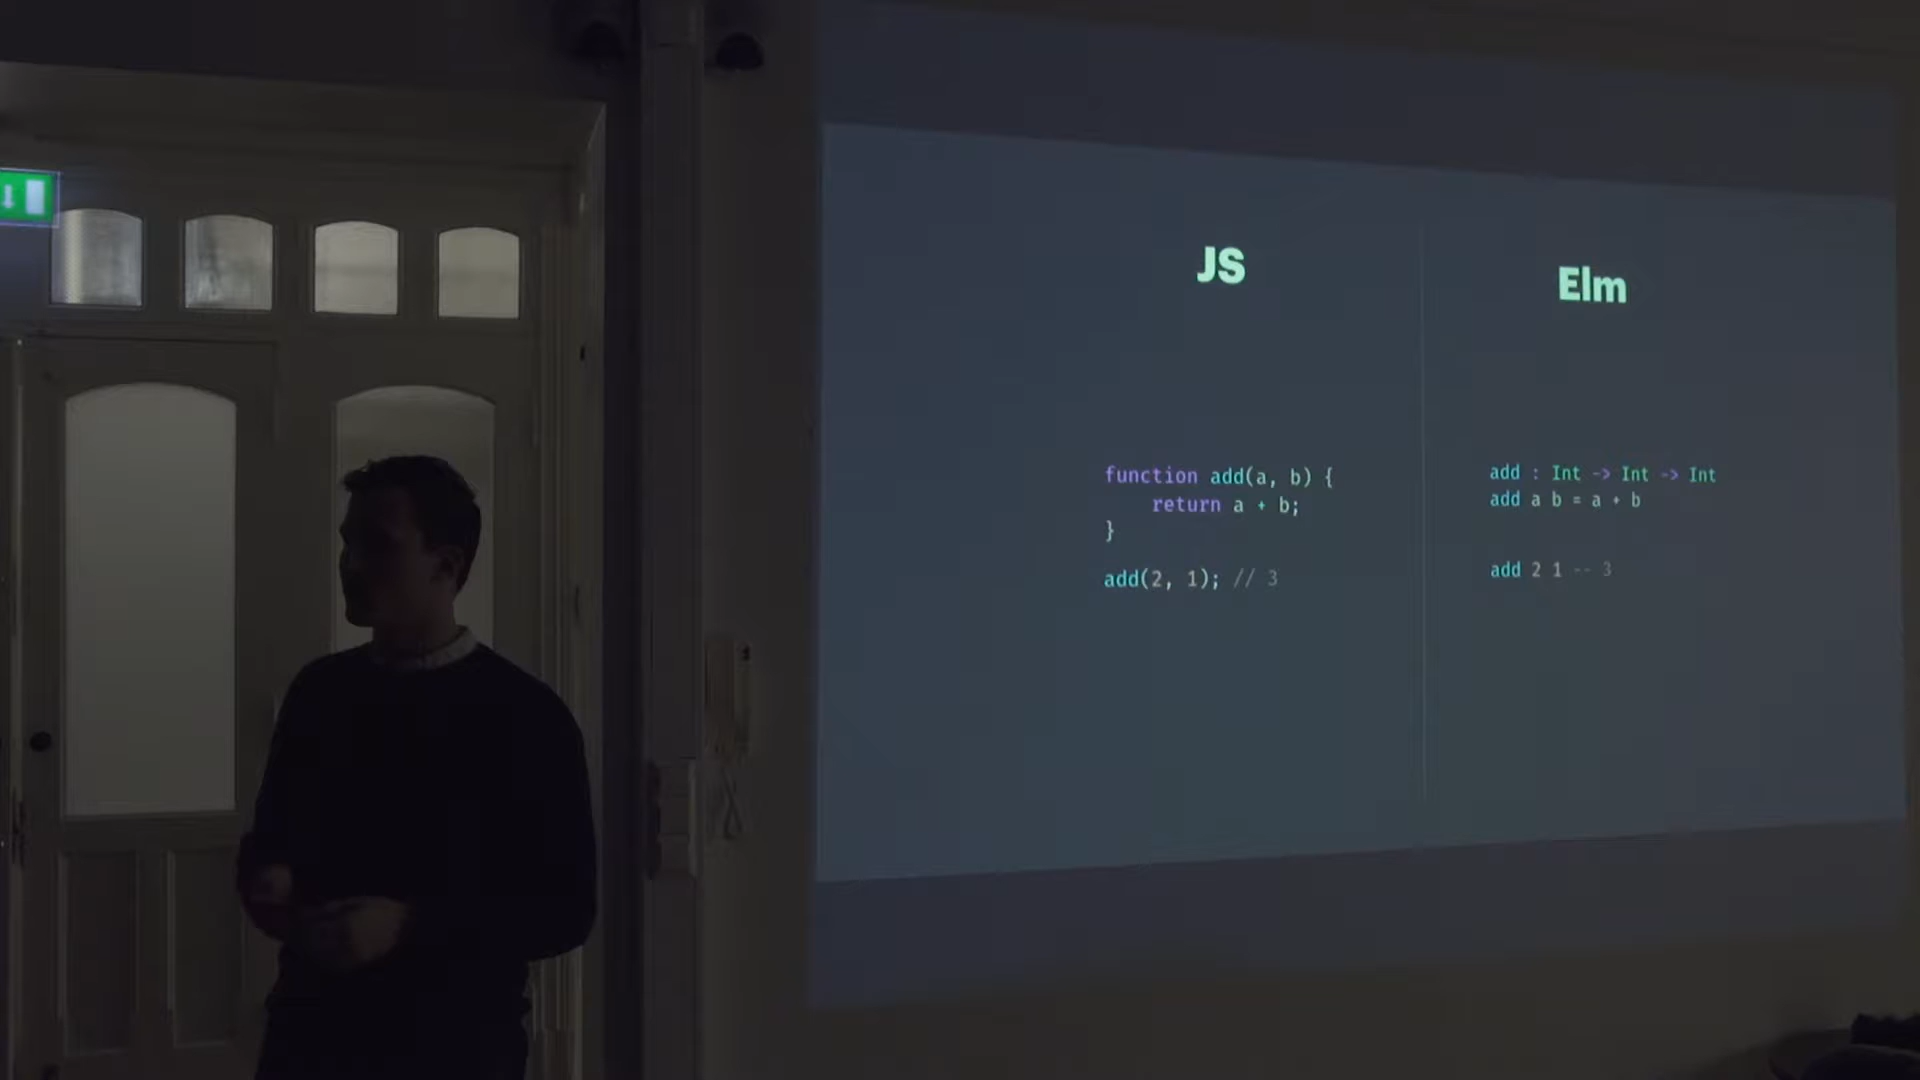 JS
function add(a, b) {
    return a + b;
}
add(2, 1); // 3
Elm
add : Int -> Int -> Int
add a b = a + b
add 2 1 -- 3